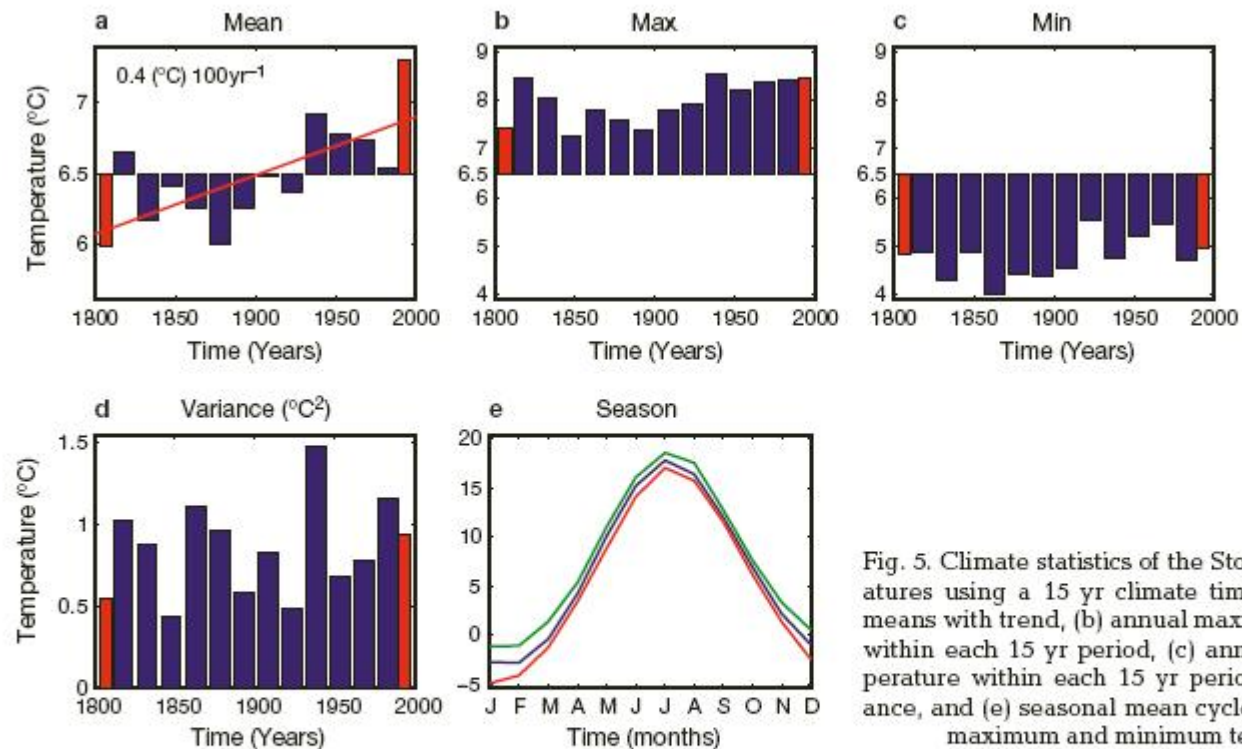 a Mean
0.4 (°C) 100yr⁻¹
7
6.5
6
Temperature (°C)
1800 1850 1900 1950 2000
Time (Years)
b Max
9
8
7
6.5
5
4
1800 1850 1900 1950 2000
Time (Years)
c Min
9
8
7
6.5
6
5
4
1800 1850 1900 1950 2000
Time (Years)
d Variance (°C²)
1.5
1
0.5
0
Temperature (°C)
1800 1850 1900 1950 2000
Time (Years)
e Season
20
15
10
5
0
−5
J F M A M J J A S O N D
Time (months)
Fig. 5. Climate statistics of the Sto
atures using a 15 yr climate tim
means with trend, (b) annual max
within each 15 yr period, (c) ann
perature within each 15 yr perio
ance, and (e) seasonal mean cycle
maximum and minimum te